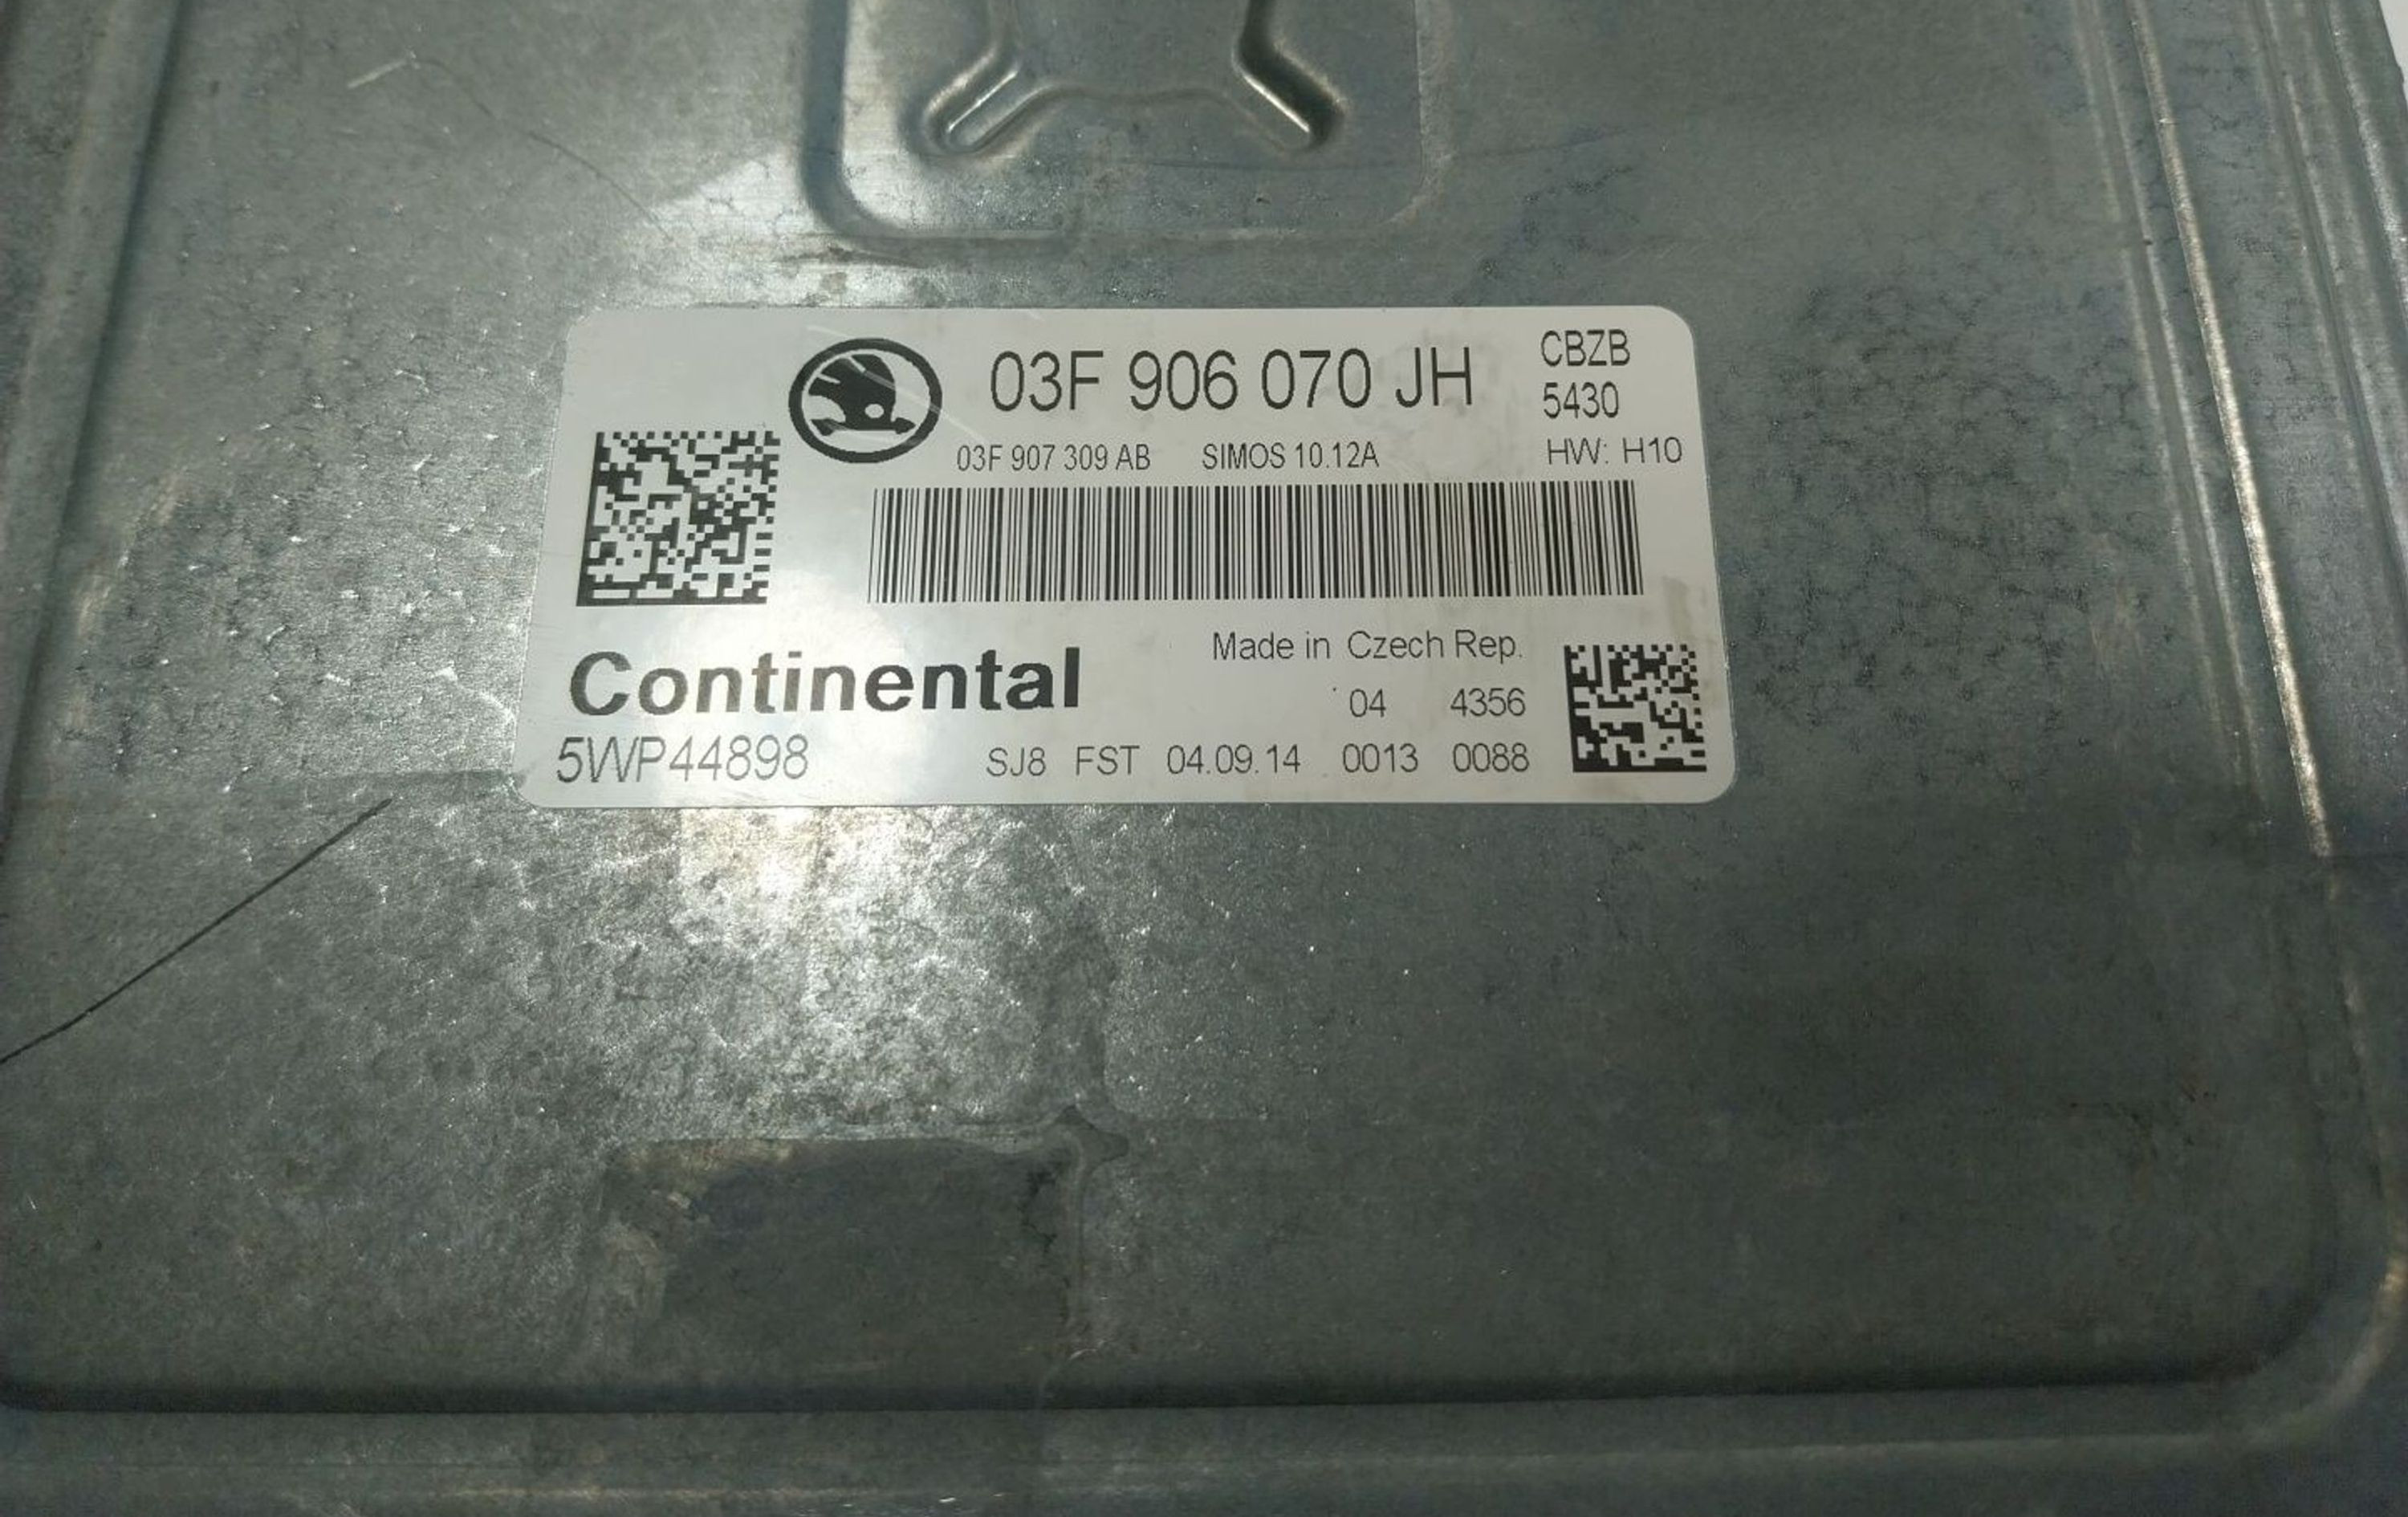 03F 906 070 JH
CBZB
5430
03F 907 309 AB SIMOS 10.12A HW: H10
Made in Czech Rep.
Continental
04 4356
5WP44898 SJ8 FST 04.09.14 0013 0088